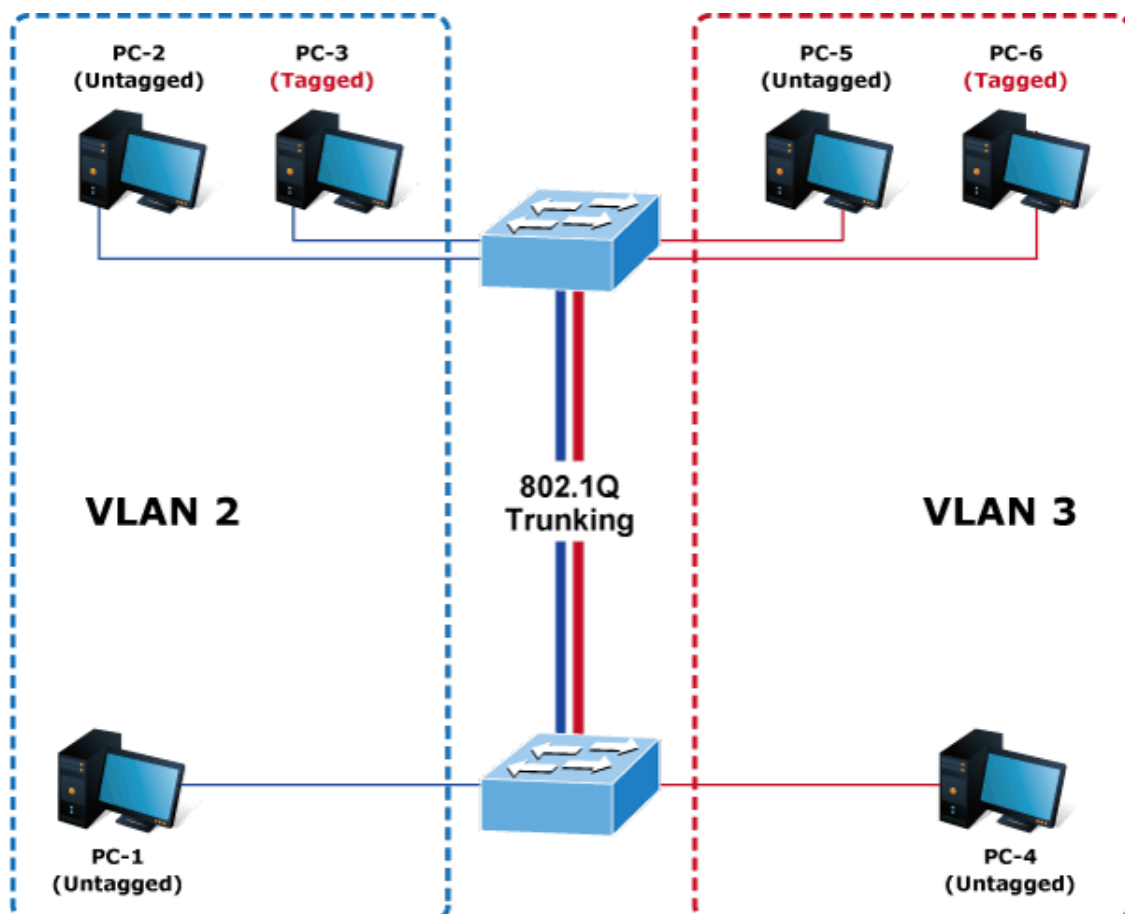 PC-2
(Untagged)
PC-3
(Tagged)
PC-5
(Untagged)
PC-6
(Tagged)
802.1Q
Trunking
VLAN 2
VLAN 3
PC-1
(Untagged)
PC-4
(Untagged)